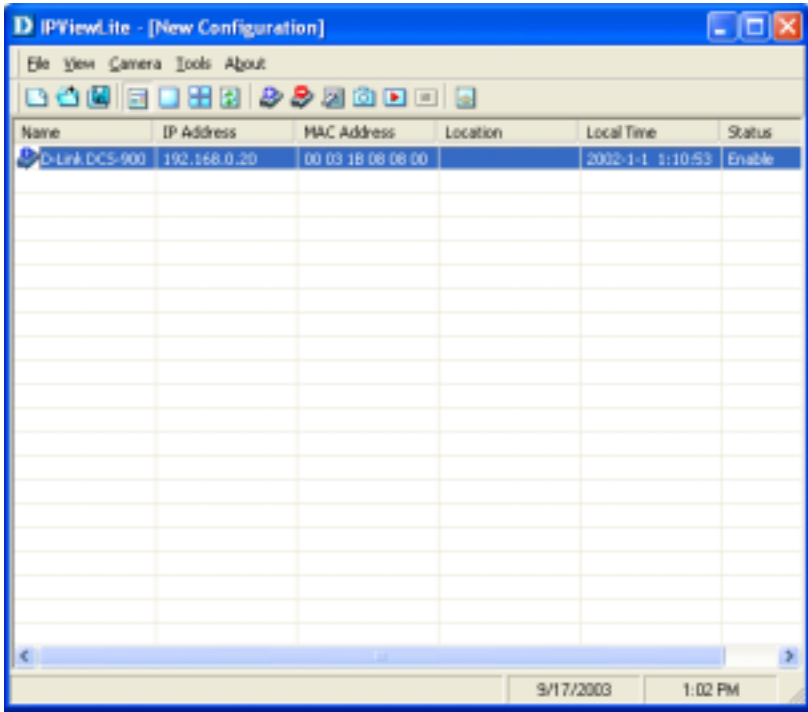 D IPViewLite - [New Configuration]
File View Camera Tools About
Name IP Address MAC Address Location Local Time Status
D-Link DCS-900 192.168.0.20 00 03 1B 08 08 00 2002-1-1 1:10:53 Enable
9/17/2003 1:02 PM